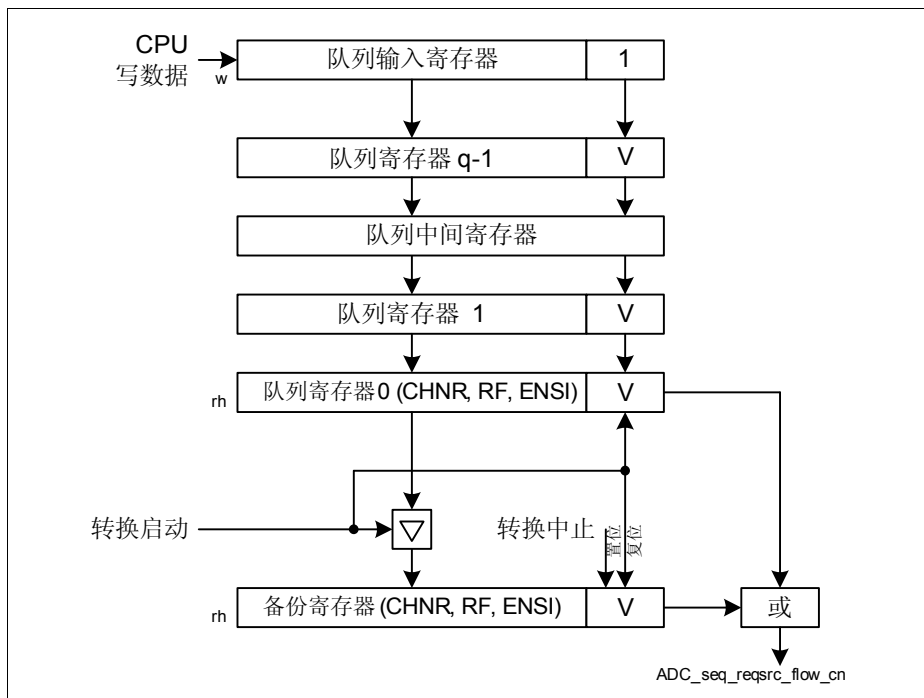 CPU
写数据
w
队列输入寄存器 1
队列寄存器 q-1 V
队列中间寄存器
队列寄存器 1 V
rh 队列寄存器0 (CHNR, RF, ENSI) V
转换启动
转换中止
置位
复位
rh 备份寄存器(CHNR, RF, ENSI) V
或
ADC_seq_reqsrc_flow_cn